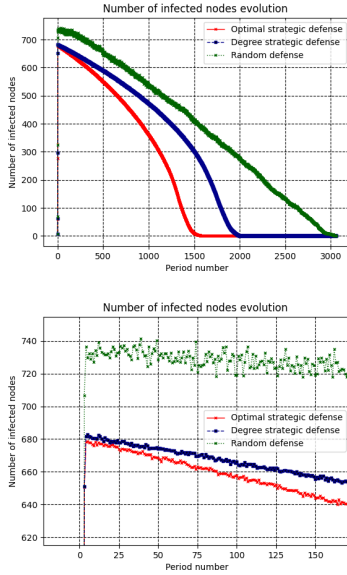 Number of infected nodes evolution
Optimal strategic defense
Degree strategic defense
Random defense
Number of infected nodes
700
600
500
400
300
200
100
0
0 500 1000 1500 2000 2500 3000
Period number
Number of infected nodes evolution
Optimal strategic defense
Degree strategic defense
Random defense
Number of infected nodes
740
720
700
680
660
640
620
0 25 50 75 100 125 150
Period number